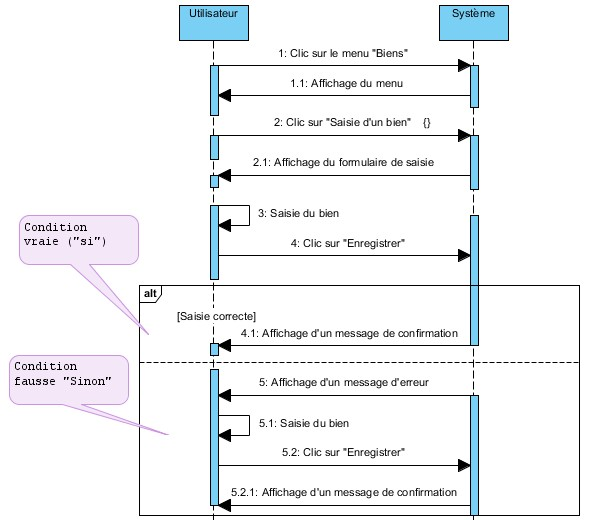 Utilisateur
Système
1: Clic sur le menu "Biens"
1.1: Affichage du menu
2: Clic sur "Saisie d'un bien" {}
2.1: Affichage du formulaire de saisie
3: Saisie du bien
4: Clic sur "Enregistrer"
Condition
vraie ("si")
alt
[Saisie correcte]
4.1: Affichage d'un message de confirmation
Condition
fausse "Sinon"
5: Affichage d'un message d'erreur
5.1: Saisie du bien
5.2: Clic sur "Enregistrer"
5.2.1: Affichage d'un message de confirmation